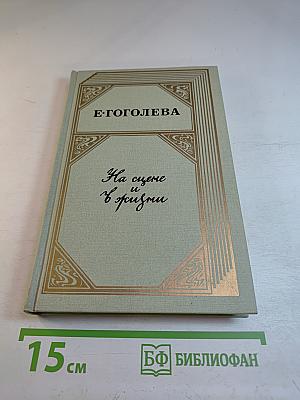 Е·ГОГОЛЕВА
На сцене
и
в жизни
15 см
БФ БИБЛИОФАН